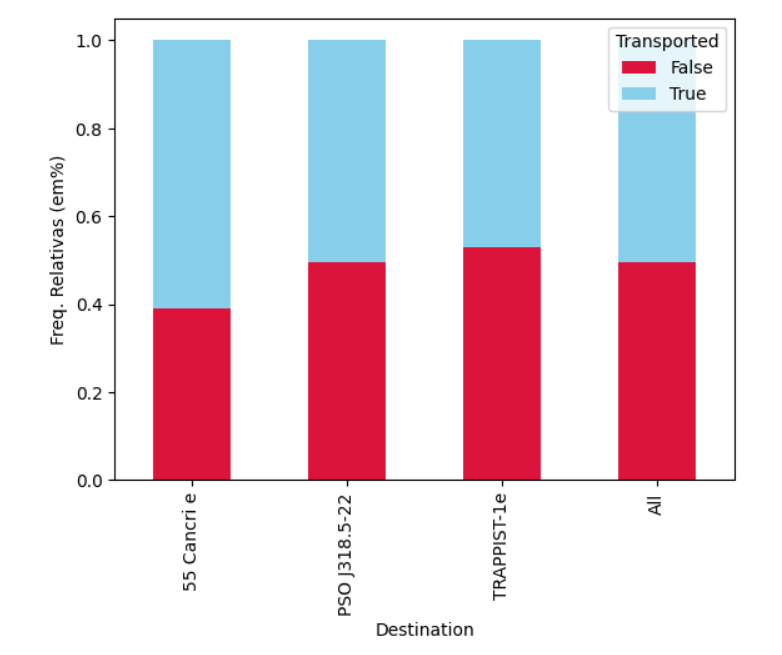 Transported
False
True
1.0
0.8
0.6
0.4
0.2
0.0
Freq. Relativas (em%)
55 Cancri e
PSO J318.5-22
TRAPPIST-1e
All
Destination